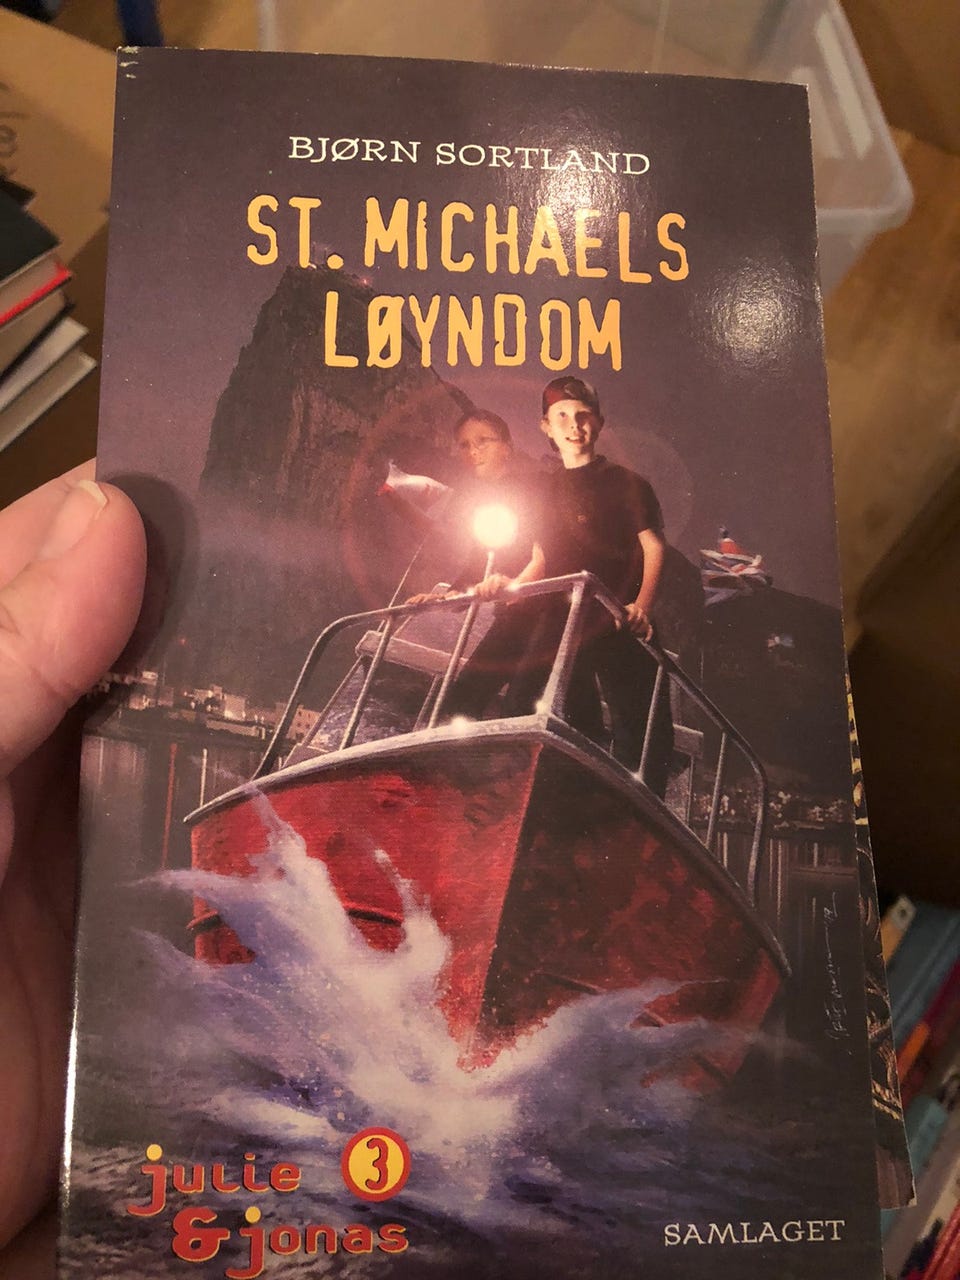 BJØRN SORTLAND
ST. MICHAELS
LØYNDOM
julie 3
& jonas
SAMLAGET